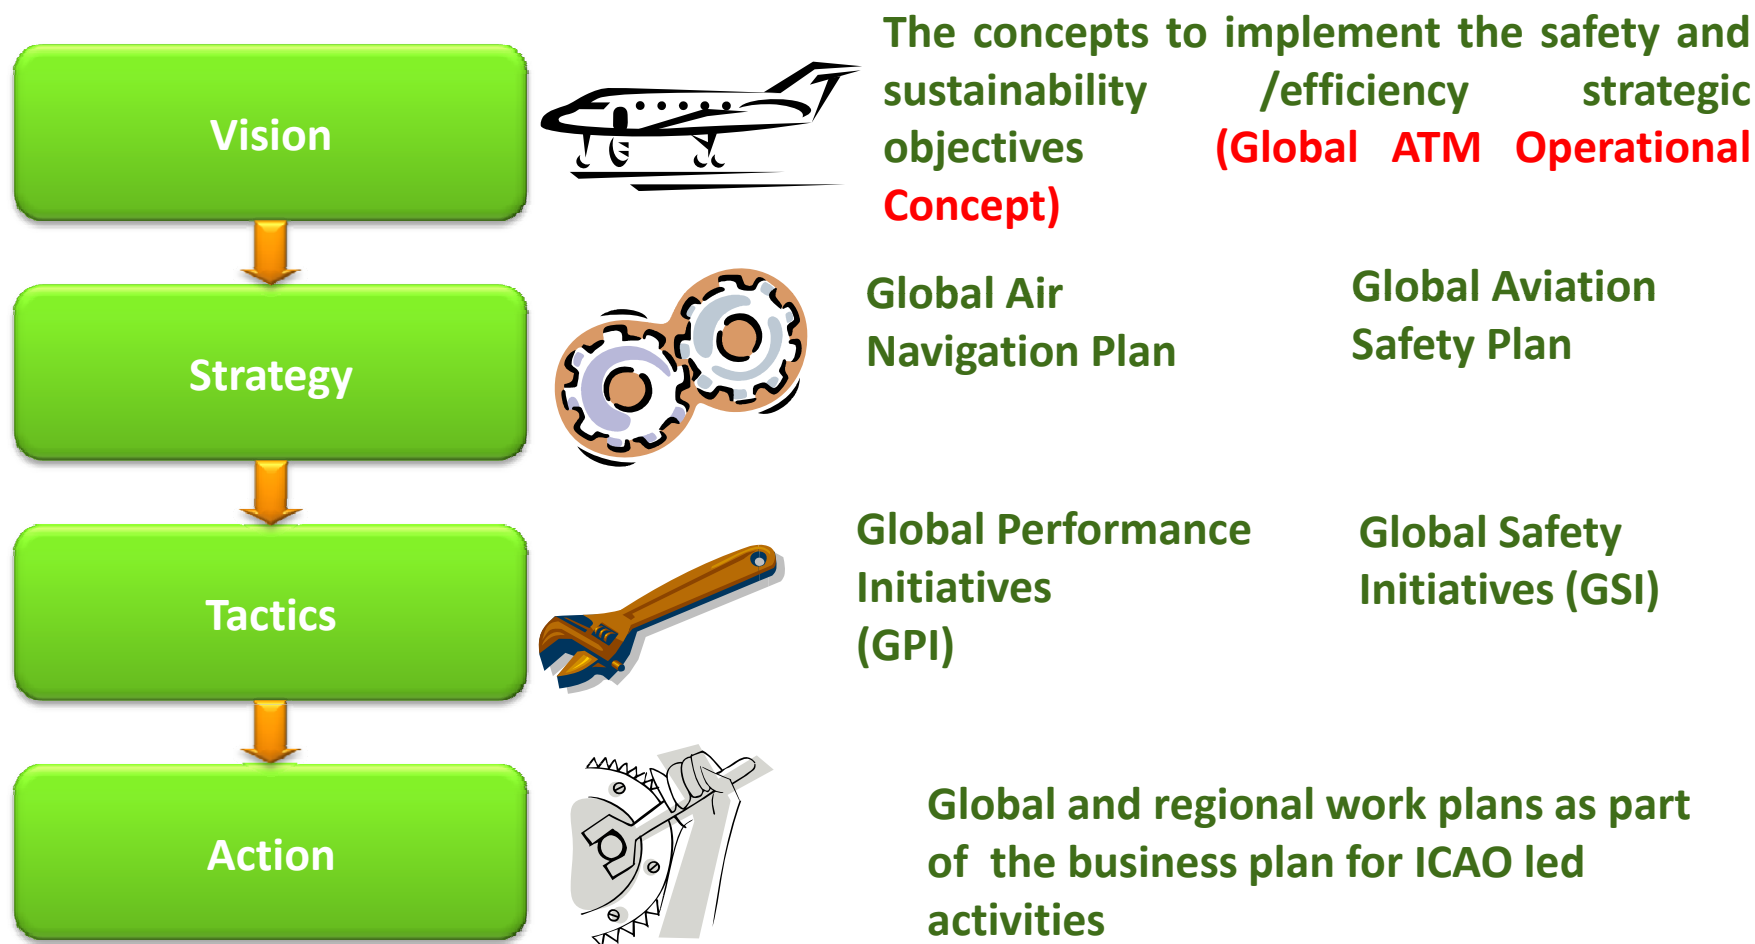 Vision
The concepts to implement the safety and
sustainability /efficiency strategic
objectives (Global ATM Operational
Concept)
Strategy
Global Air
Navigation Plan
Global Aviation
Safety Plan
Tactics
Global Performance
Initiatives
(GPI)
Global Safety
Initiatives (GSI)
Action
Global and regional work plans as part
of the business plan for ICAO led
activities